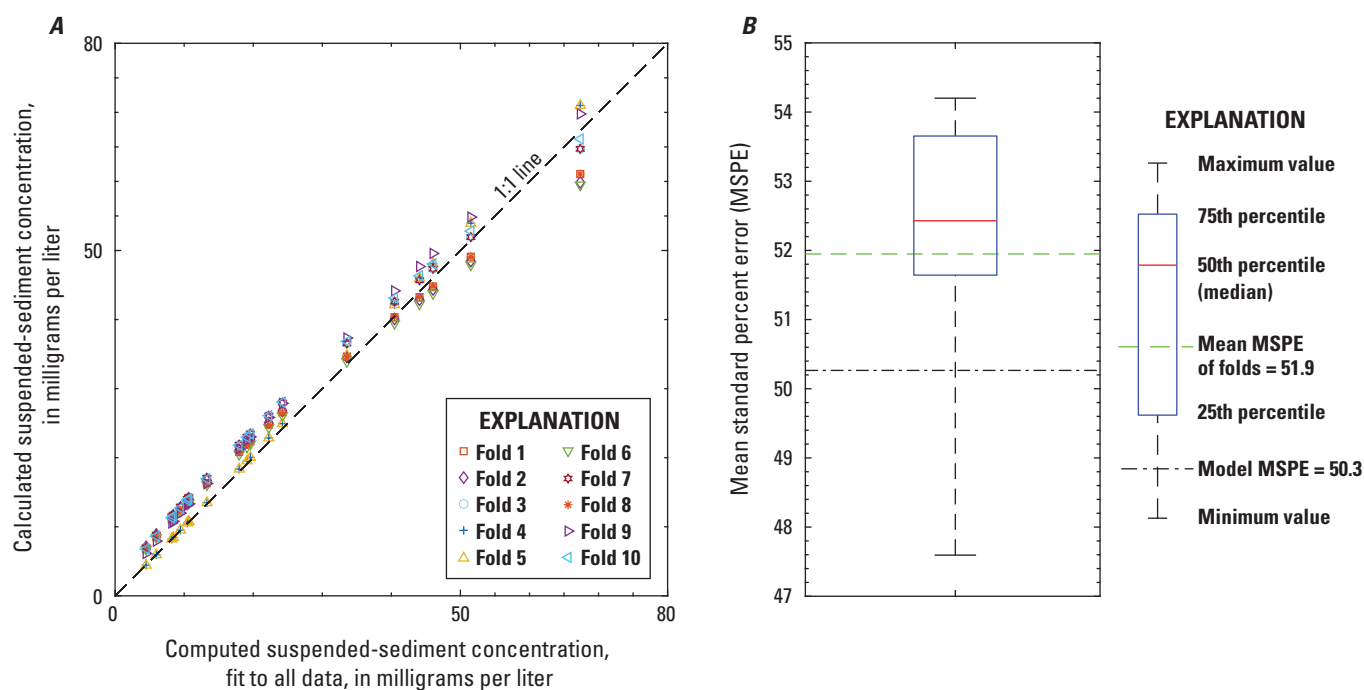 A
80
50
0
0
50
80
Calculated suspended-sediment concentration,
in milligrams per liter
Computed suspended-sediment concentration,
fit to all data, in milligrams per liter
1:1 line
EXPLANATION
Fold 1
Fold 2
Fold 3
Fold 4
Fold 5
Fold 6
Fold 7
Fold 8
Fold 9
Fold 10
B
55
54
53
52
51
50
49
48
47
Mean standard percent error (MSPE)
EXPLANATION
Maximum value
75th percentile
50th percentile
(median)
Mean MSPE
of folds = 51.9
25th percentile
Model MSPE = 50.3
Minimum value